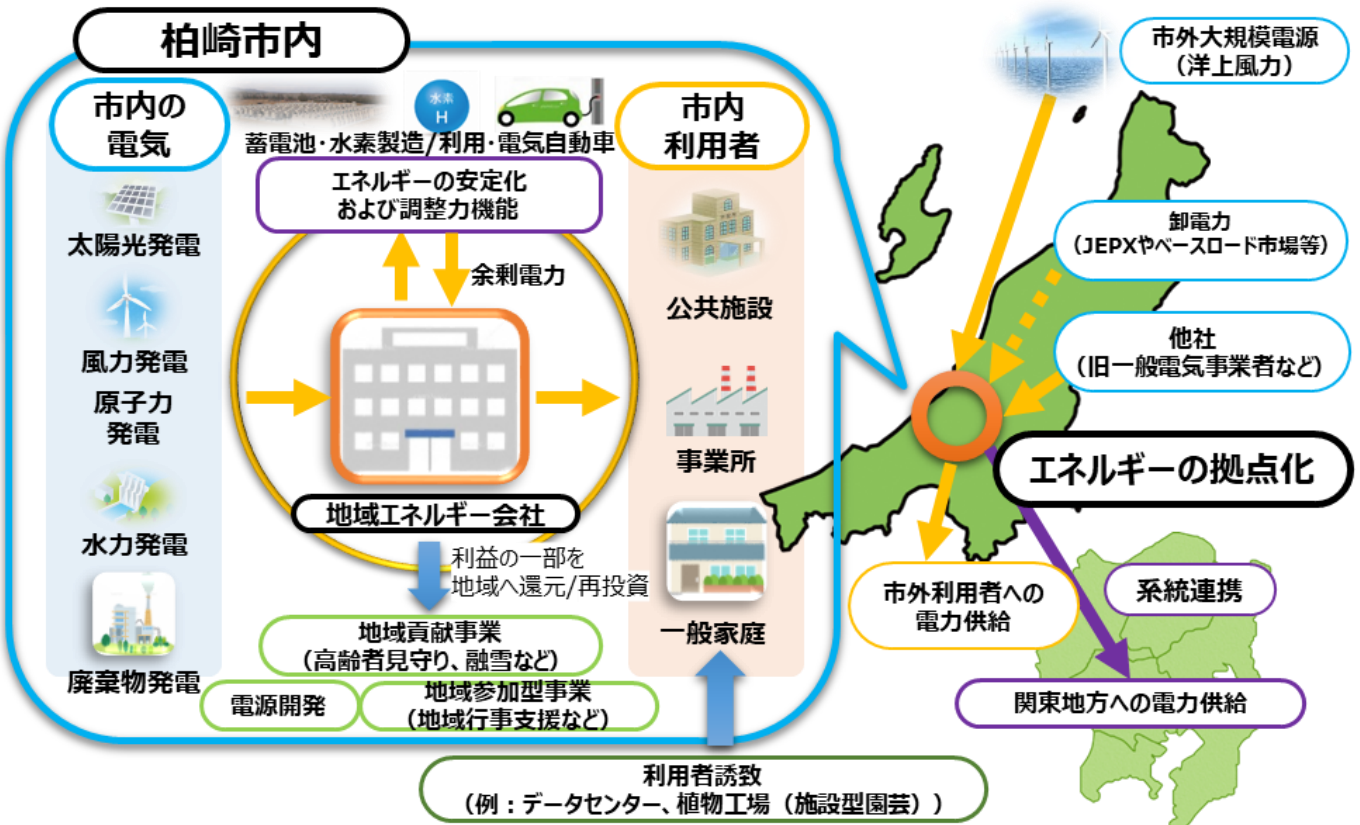 柏崎市内
市内の
電気
太陽光発電
風力発電
原子力
発電
水力発電
廃棄物発電
水素
H
蓄電池・水素製造/利用・電気自動車
エネルギーの安定化
および調整力機能
余剰電力
地域エネルギー会社
利益の一部を
地域へ還元/再投資
地域貢献事業
(高齢者見守り、融雪など)
電源開発
地域参加型事業
(地域行事支援など)
市内
利用者
公共施設
事業所
一般家庭
利用者誘致
(例：データセンター、植物工場（施設型園芸）)
市外大規模電源
(洋上風力)
卸電力
(JEPXやベースロード市場等)
他社
(旧一般電気事業者など)
エネルギーの拠点化
市外利用者への
電力供給
系統連携
関東地方への電力供給